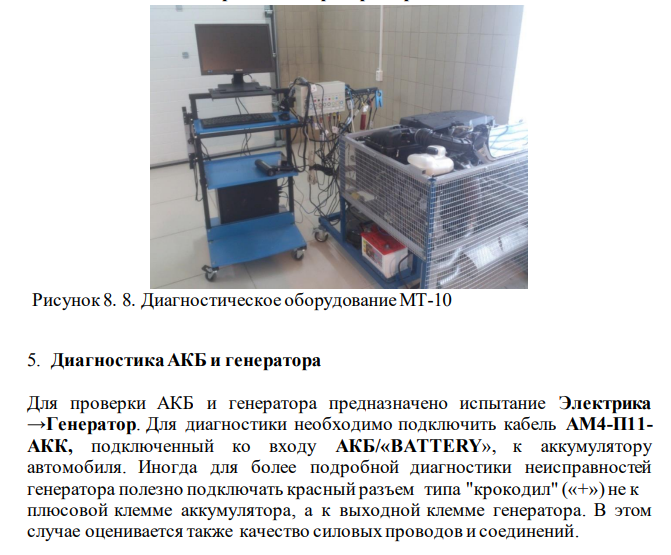 Рисунок 8. 8. Диагностическое оборудование МТ-10
5. Диагностика АКБ и генератора
Для проверки АКБ и генератора предназначено испытание Электрика
→Генератор. Для диагностики необходимо подключить кабель АМ4-П11-
АКК, подключенный ко входу АКБ/«BATTERY», к аккумулятору
автомобиля. Иногда для более подробной диагностики неисправностей
генератора полезно подключать красный разъем типа "крокодил" («+») не к
плюсовой клемме аккумулятора, а к выходной клемме генератора. В этом
случае оценивается также качество силовых проводов и соединений.